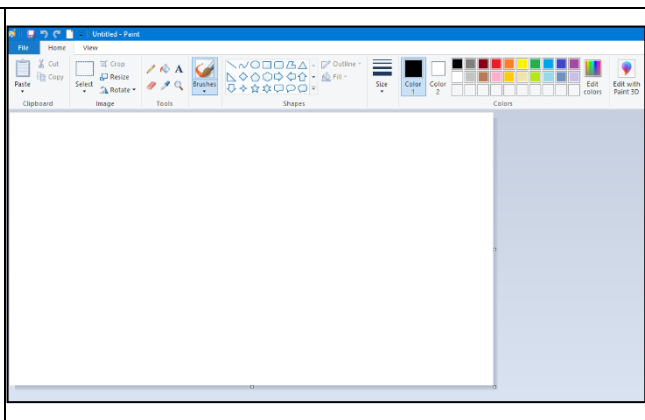 Untitled - Paint
File Home View
Paste
Cut
Copy
Clipboard
Select
Crop
Resize
Rotate
Image
A
Tools
Brushes
Outline
Fill
Shapes
Size
Color 1
Color 2
Colors
Edit colors
Edit with Paint 3D